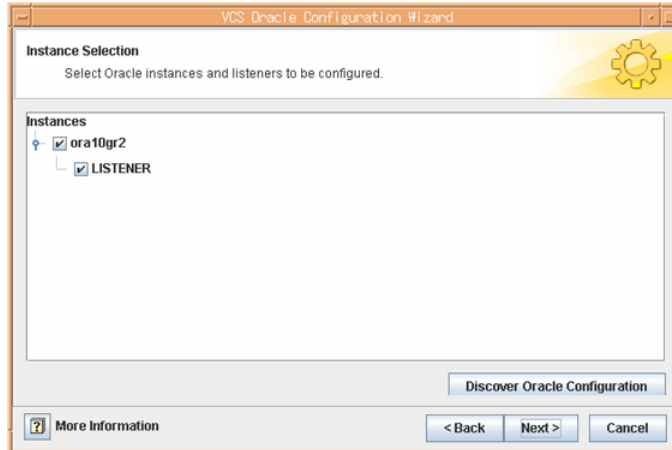 VCS Oracle Configuration Wizard
Instance Selection
Select Oracle instances and listeners to be configured.
Instances
ora10gr2
LISTENER
Discover Oracle Configuration
? More Information
< Back Next > Cancel